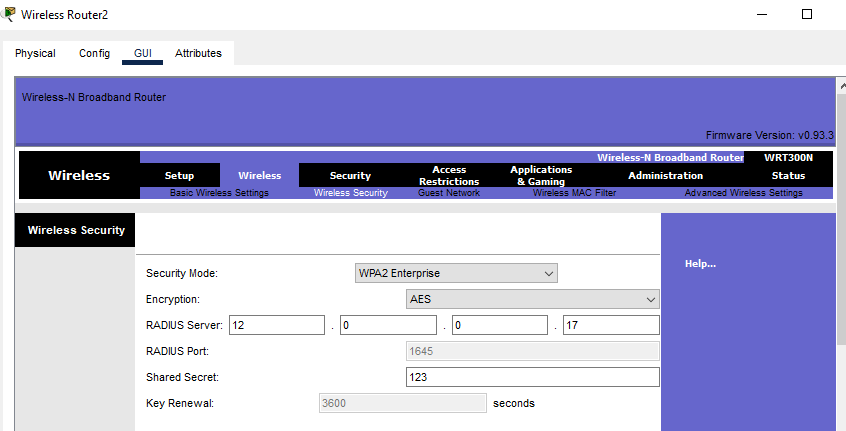 Wireless Router2
Physical Config GUI Attributes
Wireless-N Broadband Router
Firmware Version: v0.93.3
Wireless-N Broadband Router WRT300N
Wireless Setup Wireless Security Access Restrictions Applications & Gaming Administration Status
Basic Wireless Settings Wireless Security Guest Network Wireless MAC Filter Advanced Wireless Settings
Wireless Security
Help...
Security Mode: WPA2 Enterprise
Encryption: AES
RADIUS Server: 12 . 0 . 0 . 17
RADIUS Port: 1645
Shared Secret: 123
Key Renewal: 3600 seconds